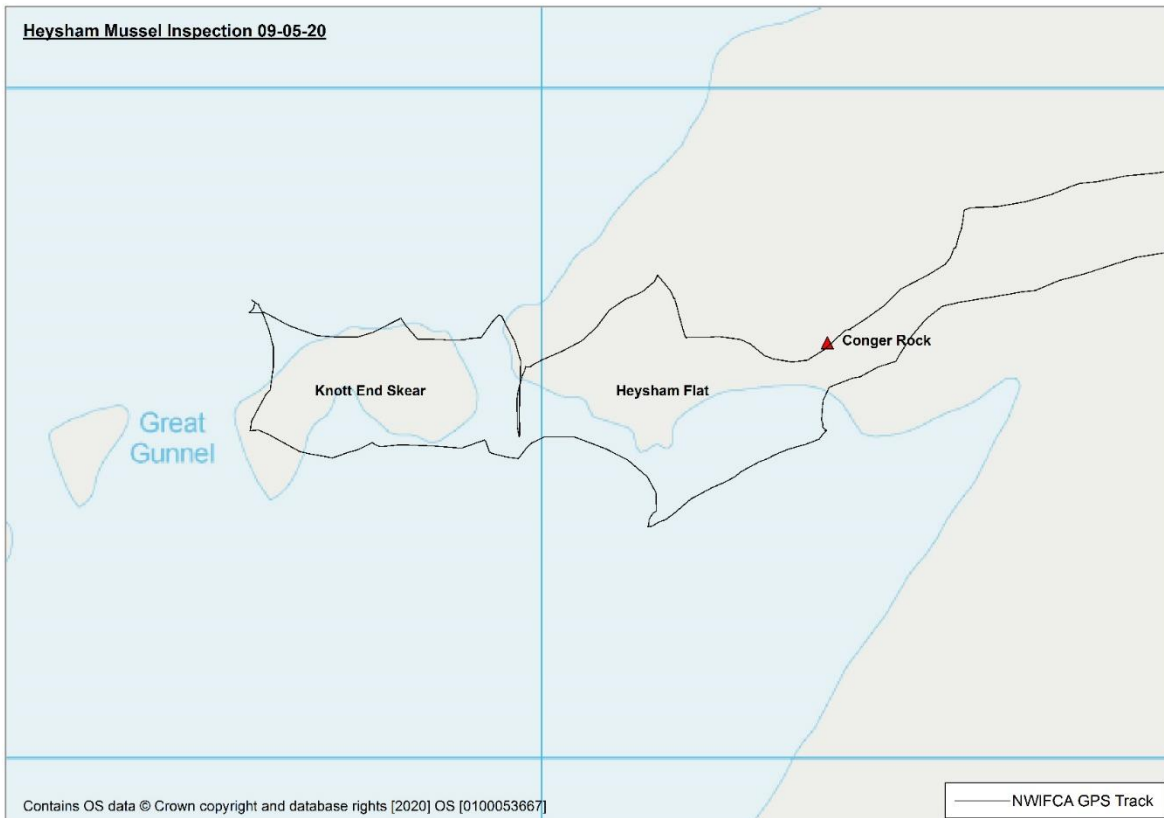 Heysham Mussel Inspection 09-05-20
Conger Rock
Knott End Skear
Heysham Flat
Great
Gunnel
Contains OS data © Crown copyright and database rights [2020] OS [0100053667]
NWIFCA GPS Track